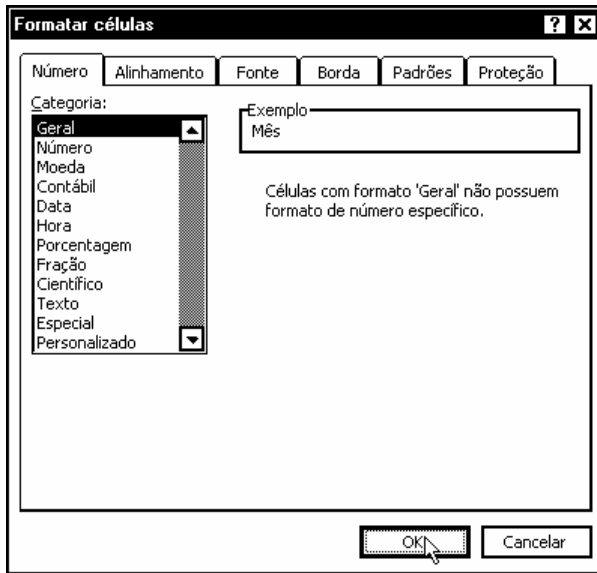 Formatar células
Número Alinhamento Fonte Borda Padrões Proteção
Categoria:
Geral
Número
Moeda
Contábil
Data
Hora
Porcentagem
Fração
Científico
Texto
Especial
Personalizado
Exemplo
Mês
Células com formato 'Geral' não possuem
formato de número específico.
OK Cancelar